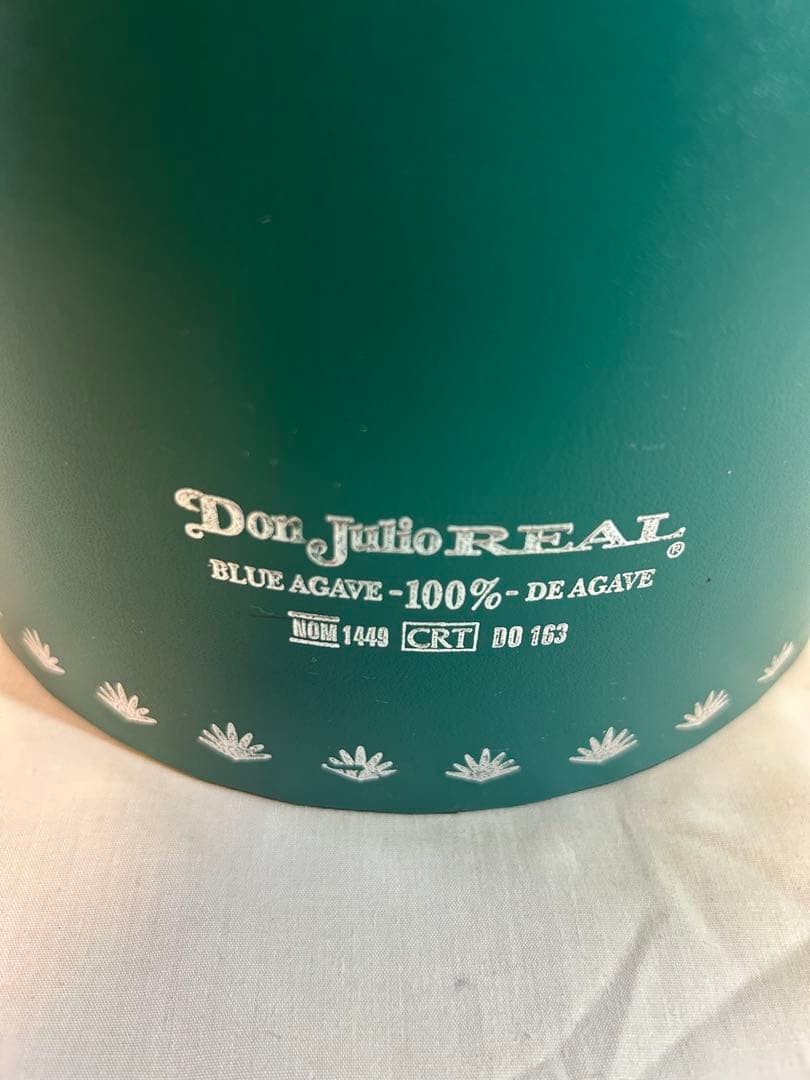 Don Julio REAL ®
BLUE AGAVE -100%- DE AGAVE
NOM 1449 CRT DO 163